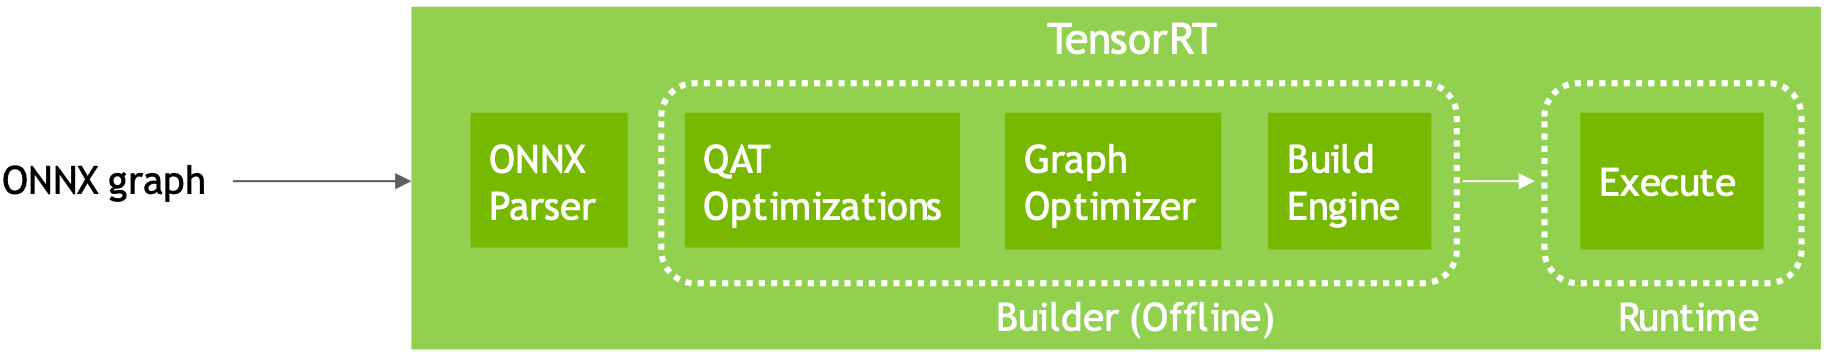 TensorRT
ONNX graph
ONNX
Parser
QAT
Optimizations
Graph
Optimizer
Build
Engine
Execute
Builder (Offline)
Runtime